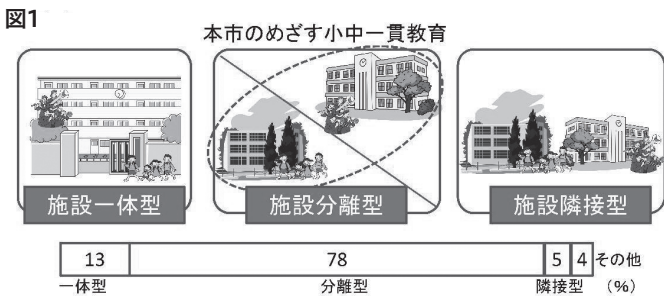 図1
本市のめざす小中一貫教育
施設一体型
施設分離型
施設隣接型
13
78
5
4
その他
一体型
分離型
隣接型
(%)